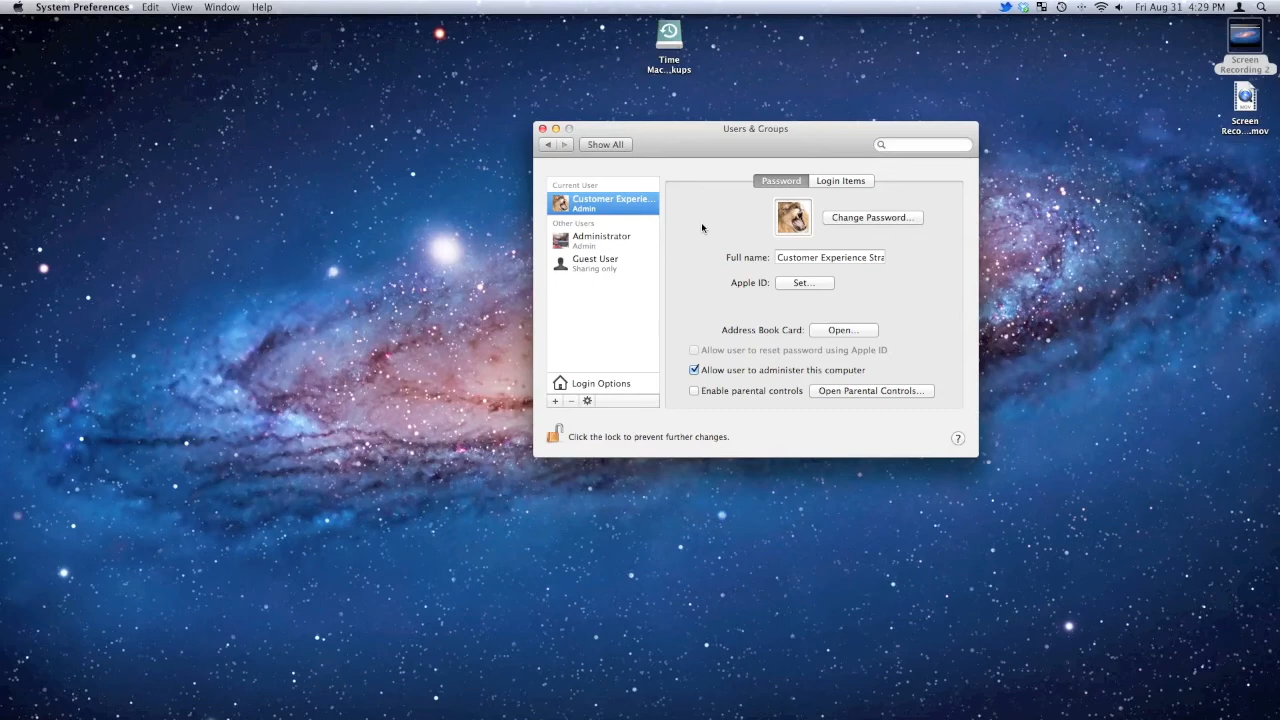 System Preferences Edit View Window Help
Fri Aug 31 4:29 PM
Time
Mac...kups
Screen
Recording 2
MOV
Screen
Reco....mov
Users & Groups
Show All
Password Login Items
Current User
Customer Experie...
Admin
Other Users
Administrator
Admin
Guest User
Sharing only
Login Options
+ −
Change Password...
Full name: Customer Experience Stra
Apple ID: Set...
Address Book Card: Open...
Allow user to reset password using Apple ID
Allow user to administer this computer
Enable parental controls Open Parental Controls...
Click the lock to prevent further changes.
?